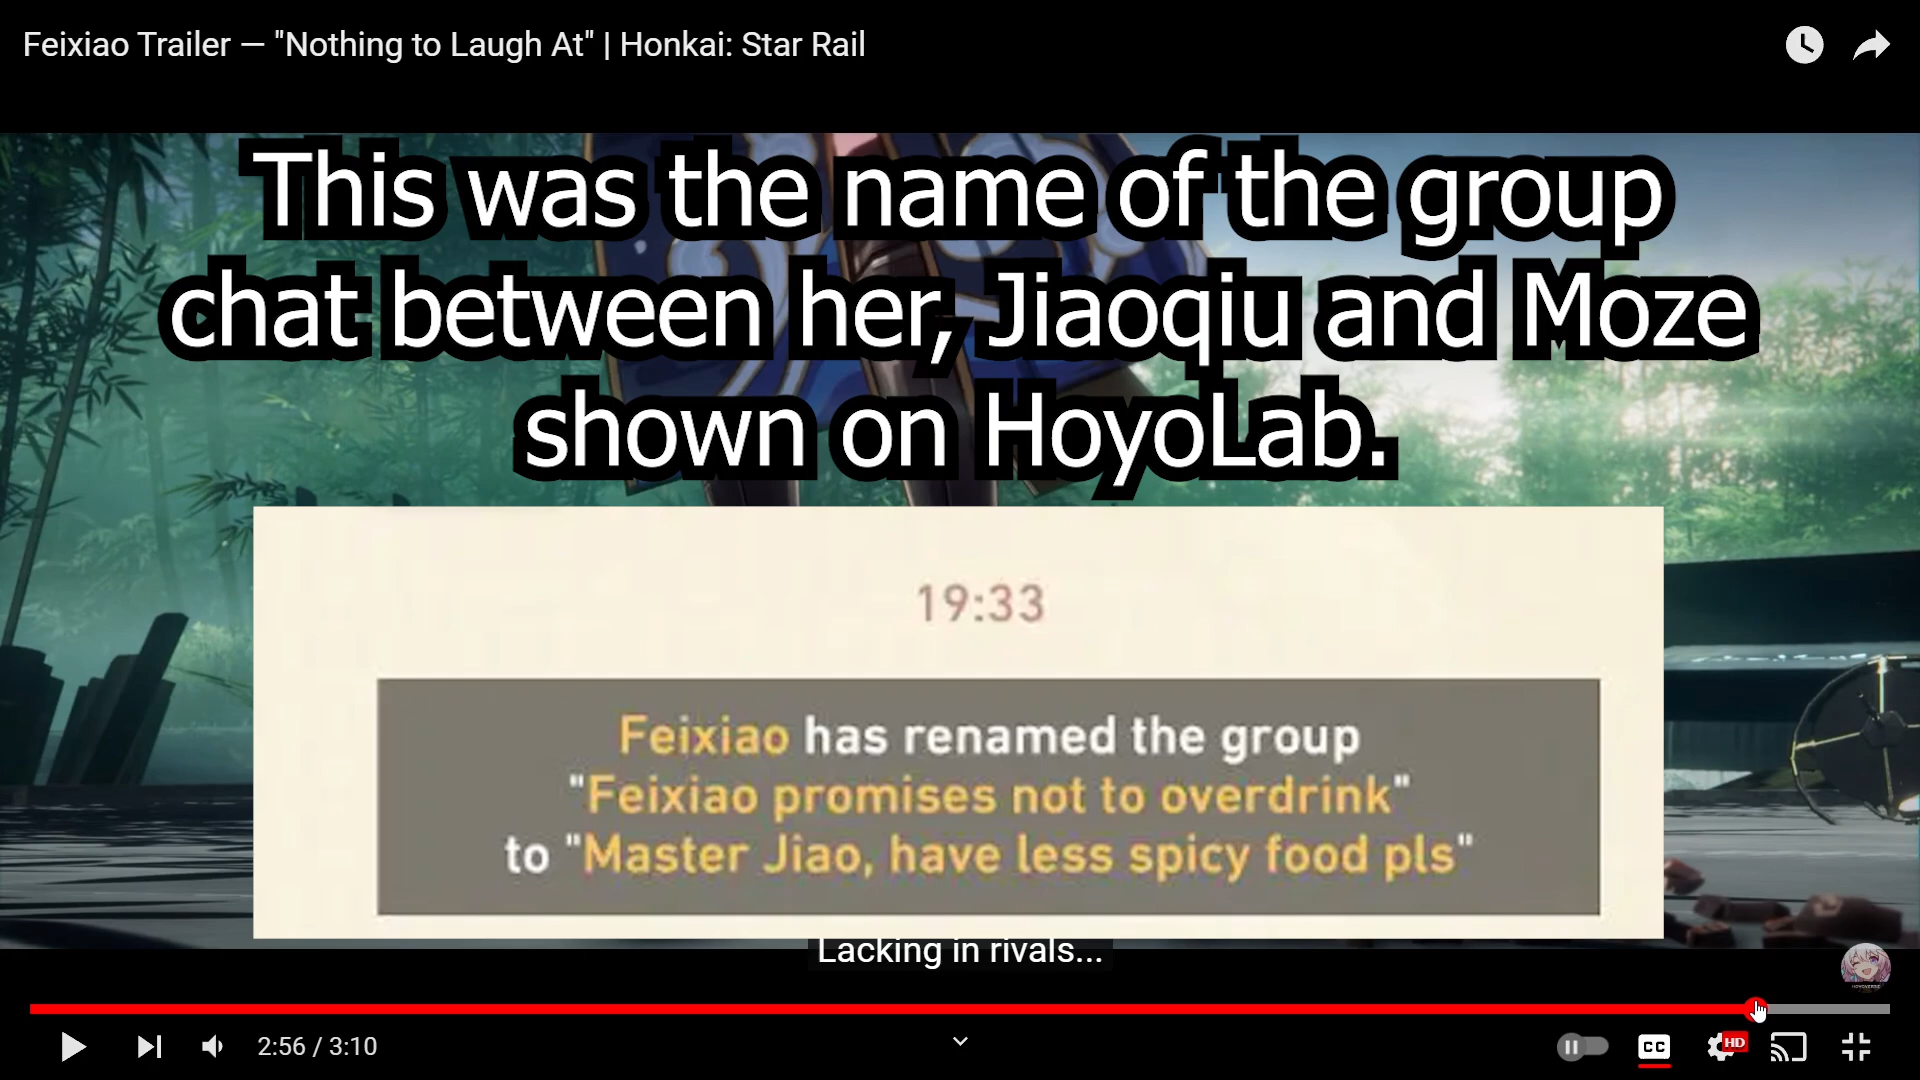 Feixiao Trailer — "Nothing to Laugh At" | Honkai: Star Rail
This was the name of the group
chat between her, Jiaoqiu and Moze
shown on HoyoLab.
19:33
Feixiao has renamed the group
"Feixiao promises not to overdrink"
to "Master Jiao, have less spicy food pls"
Lacking in rivals...
2:56 / 3:10
CC
HD